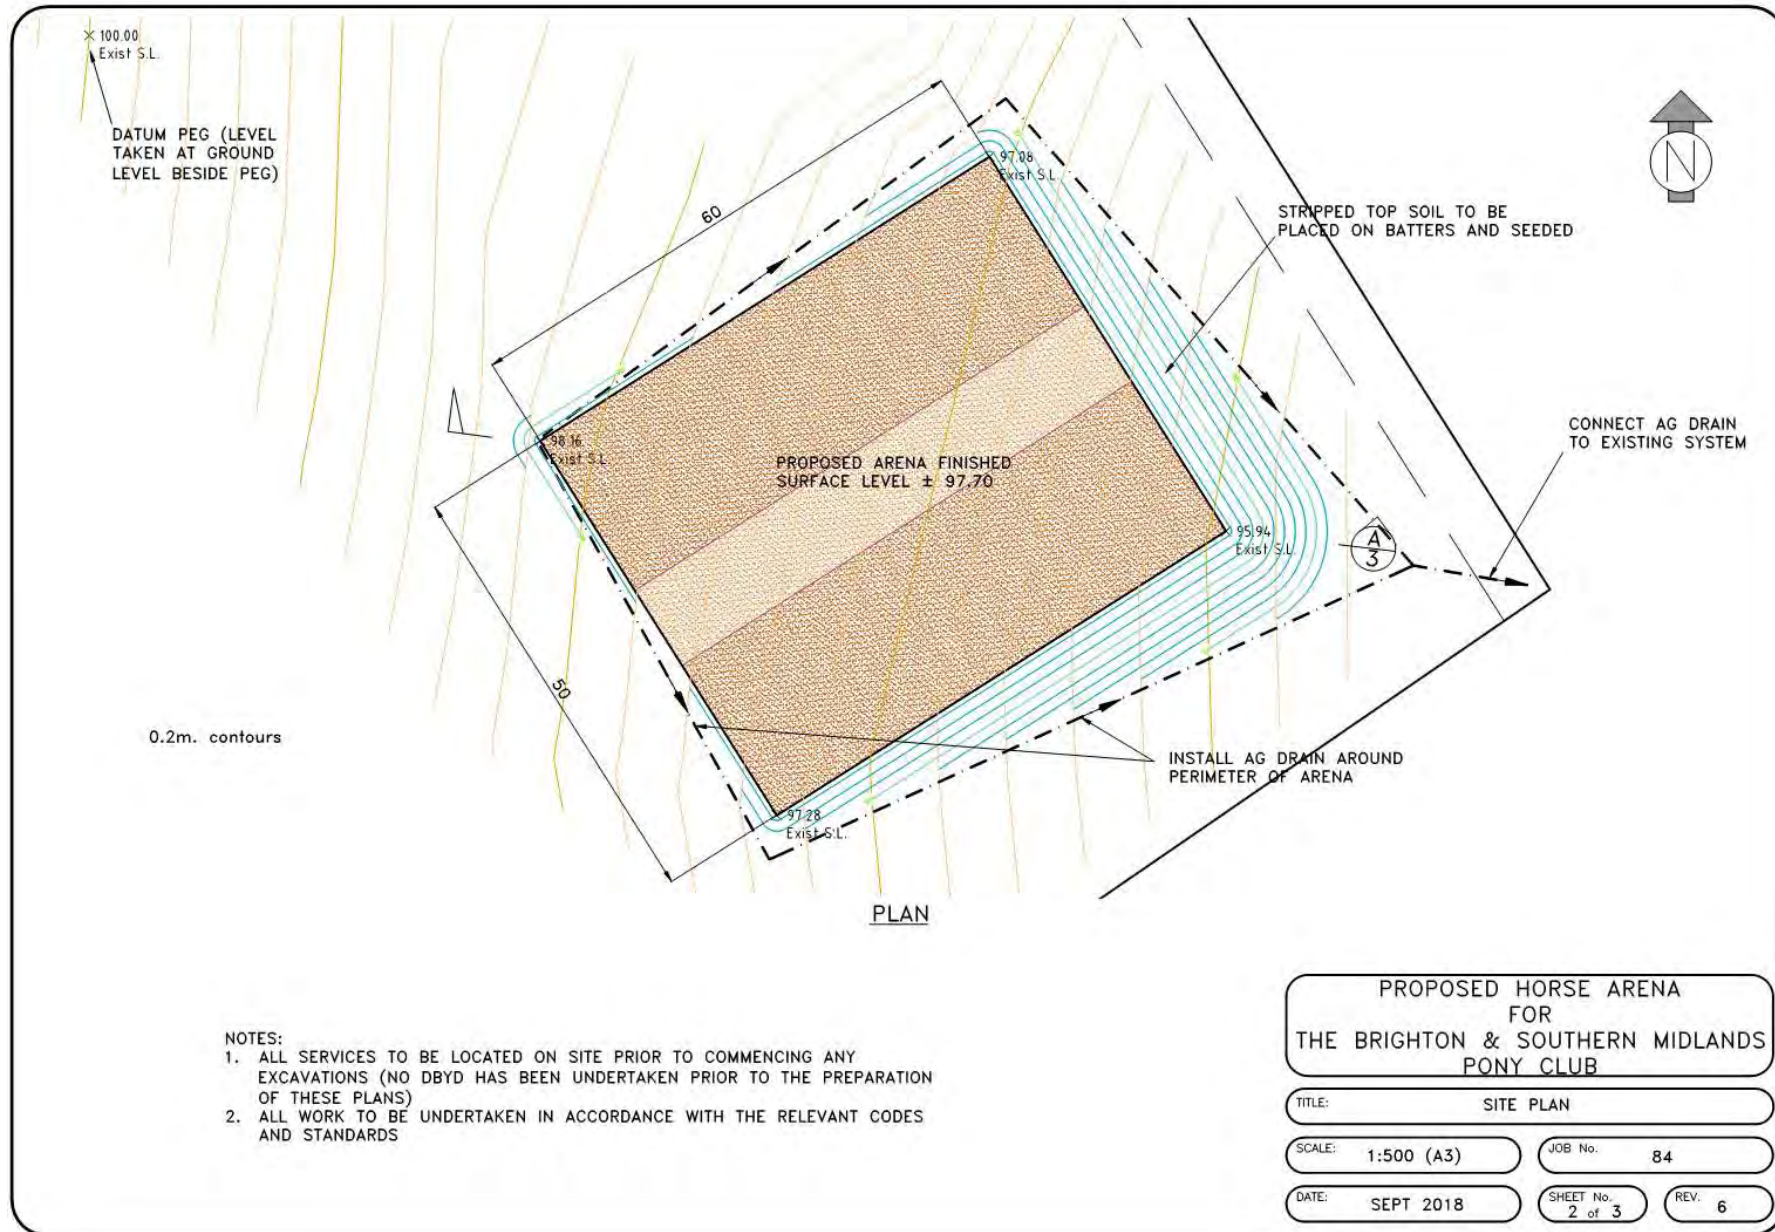 100.00
Exist S.L.
DATUM PEG (LEVEL
TAKEN AT GROUND
LEVEL BESIDE PEG)
60
97.08
Exist S.L.
N
STRIPPED TOP SOIL TO BE
PLACED ON BATTERS AND SEEDED
98.16
Exist S.L.
PROPOSED ARENA FINISHED
SURFACE LEVEL ± 97.70
CONNECT AG DRAIN
TO EXISTING SYSTEM
95.94
Exist S.L.
A
3
50
0.2m. contours
INSTALL AG DRAIN AROUND
PERIMETER OF ARENA
97.28
Exist S.L.
PLAN
NOTES:
1. ALL SERVICES TO BE LOCATED ON SITE PRIOR TO COMMENCING ANY
EXCAVATIONS (NO DBYD HAS BEEN UNDERTAKEN PRIOR TO THE PREPARATION
OF THESE PLANS)
2. ALL WORK TO BE UNDERTAKEN IN ACCORDANCE WITH THE RELEVANT CODES
AND STANDARDS
PROPOSED HORSE ARENA
FOR
THE BRIGHTON & SOUTHERN MIDLANDS
PONY CLUB
TITLE: SITE PLAN
SCALE: 1:500 (A3)
JOB No. 84
DATE: SEPT 2018
SHEET No.
2 of 3
REV. 6